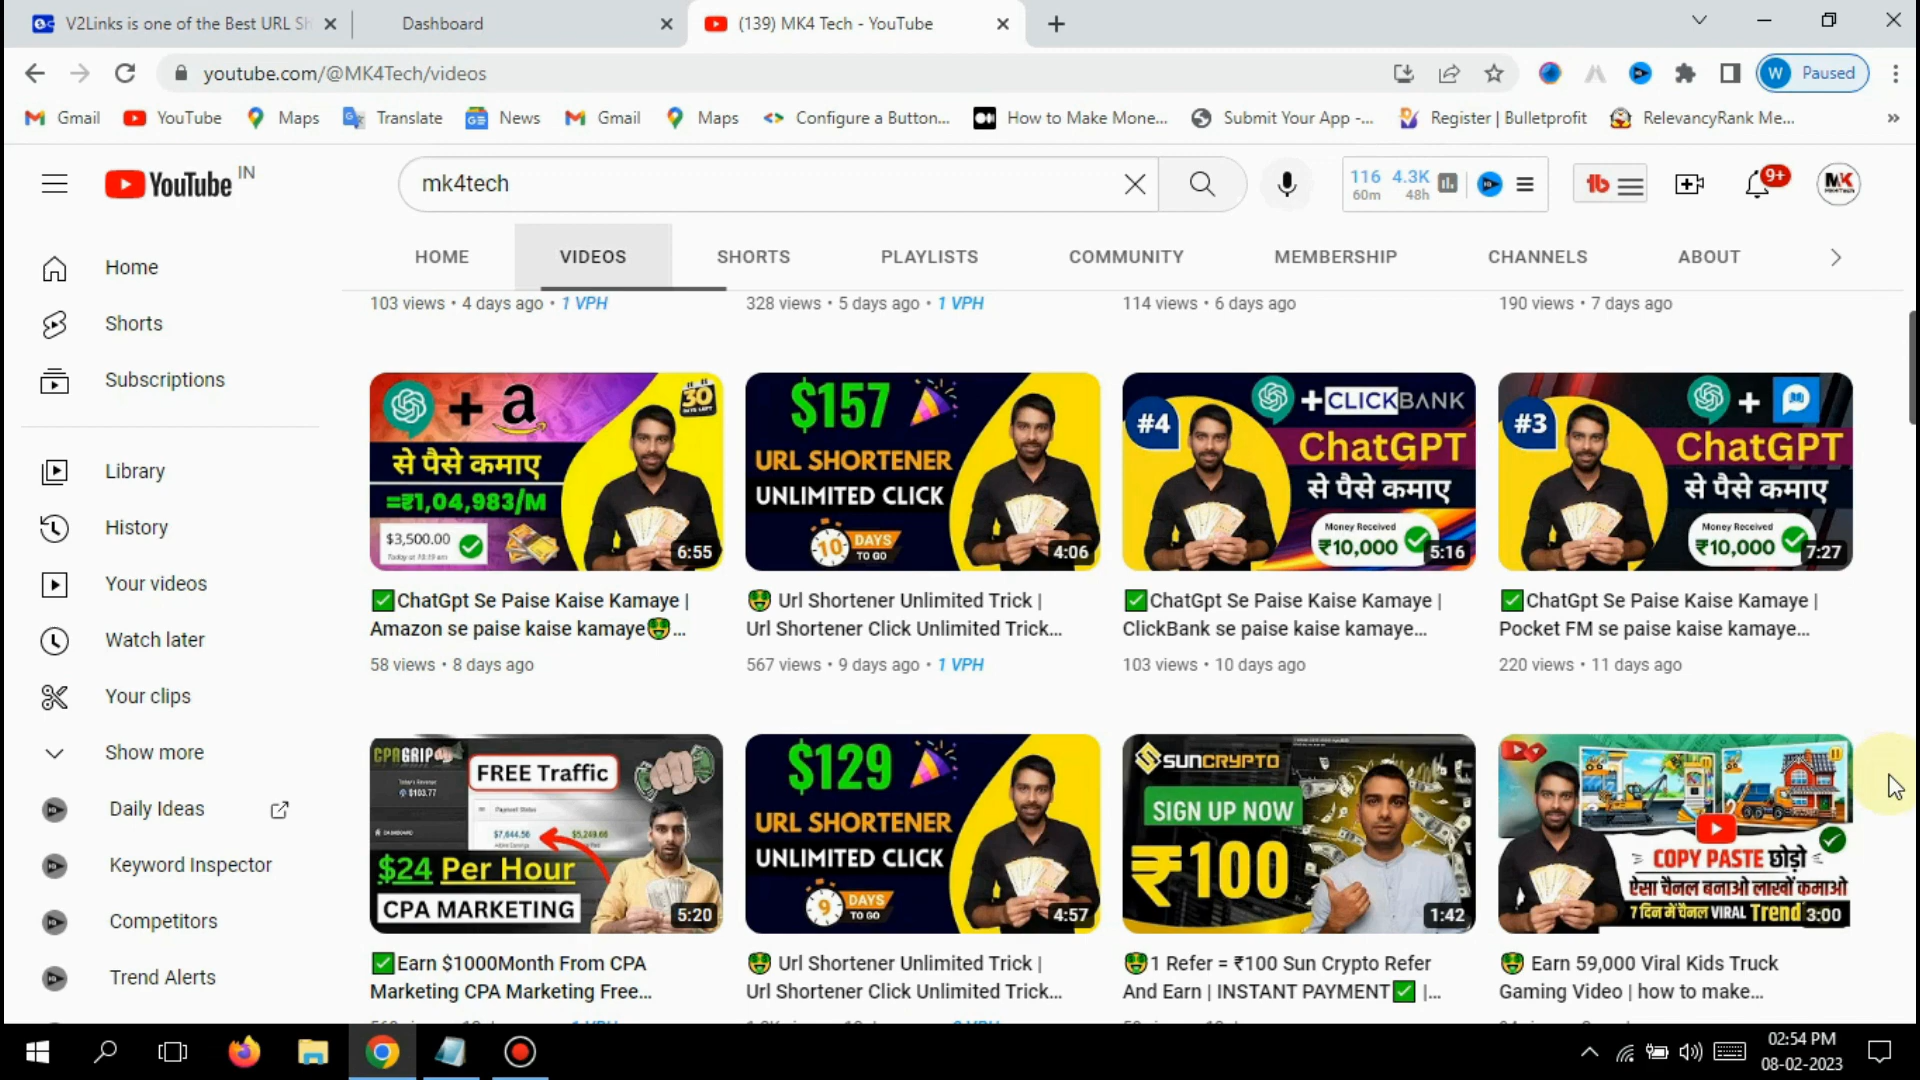 V2Links is one of the Best URL Sh
Dashboard
(139) MK4 Tech - YouTube
youtube.com/@MK4Tech/videos
W Paused
Gmail
YouTube
Maps
Translate
News
Gmail
Maps
Configure a Button...
How to Make Mone...
Submit Your App -...
Register | Bulletprofit
RelevancyRank Me...
»
YouTube IN
mk4tech
116 4.3K
60m 48h
9+
MK
HOME
VIDEOS
SHORTS
PLAYLISTS
COMMUNITY
MEMBERSHIP
CHANNELS
ABOUT
Home
Shorts
Subscriptions
Library
History
Your videos
Watch later
Your clips
Show more
Daily Ideas
Keyword Inspector
Competitors
Trend Alerts
103 views • 4 days ago • 1 VPH
328 views • 5 days ago • 1 VPH
114 views • 6 days ago
190 views • 7 days ago
+ a
30
से पैसे कमाए
=₹1,04,983/M
$3,500.00
6:55
$157
URL SHORTENER
UNLIMITED CLICK
10 DAYS
TO GO
4:06
#4
+CLICKBANK
ChatGPT
से पैसे कमाए
Money Received
₹10,000
5:16
#3
+
ChatGPT
से पैसे कमाए
Money Received
₹10,000
7:27
✅ChatGpt Se Paise Kaise Kamaye |
Amazon se paise kaise kamaye🤑...
58 views • 8 days ago
🤑 Url Shortener Unlimited Trick |
Url Shortener Click Unlimited Trick...
567 views • 9 days ago • 1 VPH
✅ChatGpt Se Paise Kaise Kamaye |
ClickBank se paise kaise kamaye...
103 views • 10 days ago
✅ChatGpt Se Paise Kaise Kamaye |
Pocket FM se paise kaise kamaye...
220 views • 11 days ago
CPAGRIP
FREE Traffic
$103.77
Payment Status
$7,644.56
$5,249.66
$24 Per Hour
CPA MARKETING
5:20
$129
URL SHORTENER
UNLIMITED CLICK
9 DAYS
TO GO
4:57
SUNCRYPTO
SIGN UP NOW
₹100
1:42
COPY PASTE छोड़ो
ऐसा चैनल बनाओ लाखों कमाओ
7 दिन में चैनल VIRAL Trend
3:00
✅Earn $1000Month From CPA
Marketing CPA Marketing Free...
🤑 Url Shortener Unlimited Trick |
Url Shortener Click Unlimited Trick...
🤑1 Refer = ₹100 Sun Crypto Refer
And Earn | INSTANT PAYMENT✅ |...
🤑 Earn 59,000 Viral Kids Truck
Gaming Video | how to make...
02:54 PM
08-02-2023